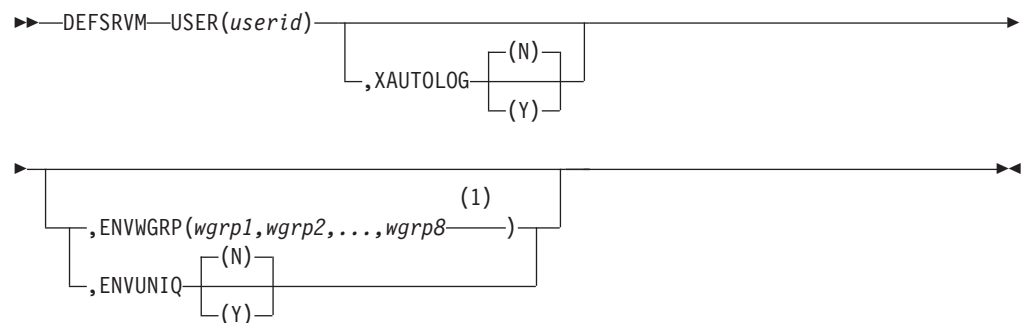 DEFSRVM USER(userid)
,XAUTOLOG
(N)
(Y)
(1)
,ENVWGRP(wgrp1,wgrp2,...,wgrp8 )
,ENVUNIQ
(N)
(Y)